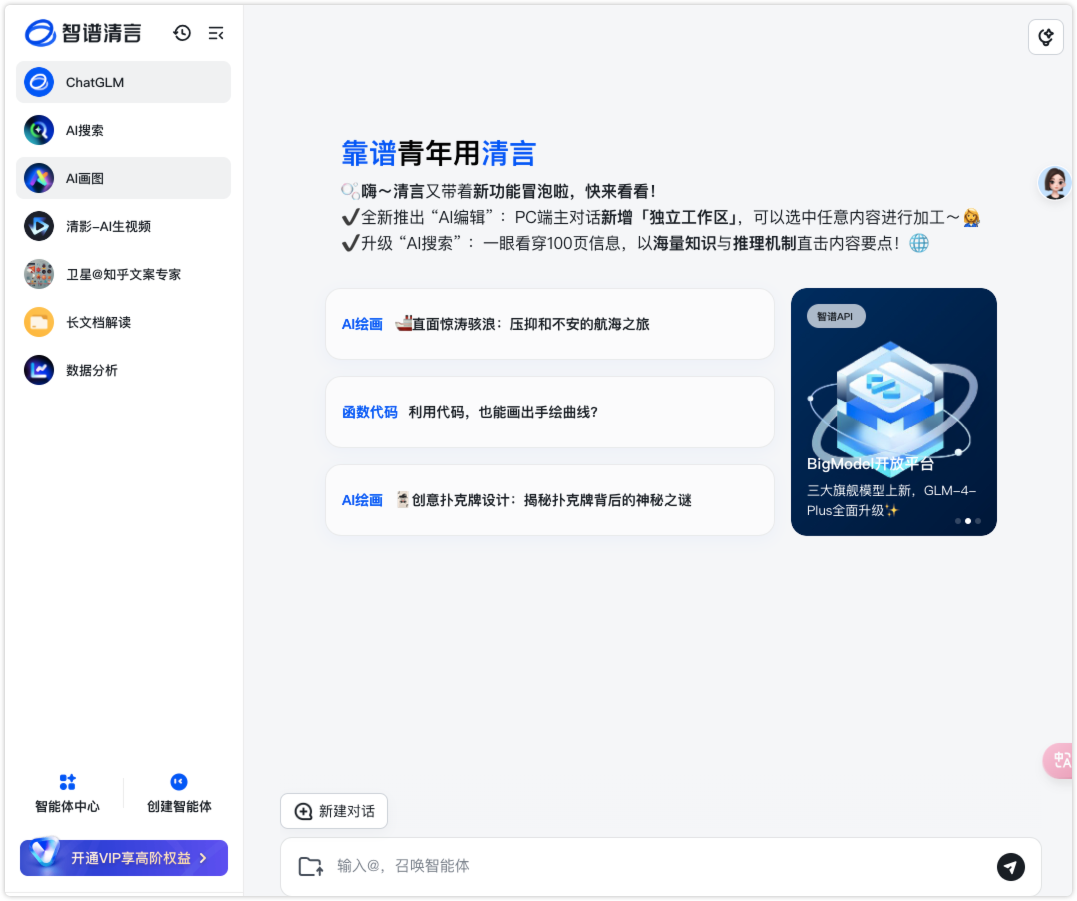 智谱清言
ChatGLM
AI搜索
AI画图
清影-AI生视频
卫星@知乎文案专家
长文档解读
数据分析
智能体中心
创建智能体
开通VIP享高阶权益
靠谱青年用清言
嗨~清言又带着新功能冒泡啦，快来看看！
✔全新推出“AI编辑”：PC端主对话新增「独立工作区」，可以选中任意内容进行加工~
✔升级“AI搜索”：一眼看穿100页信息，以海量知识与推理机制直击内容要点！
AI绘画 直面惊涛骇浪：压抑和不安的航海之旅
函数代码 利用代码，也能画出手绘曲线？
AI绘画 创意扑克牌设计：揭秘扑克牌背后的神秘之谜
智谱API
BigModel开放平台
三大旗舰模型上新，GLM-4-
Plus全面升级✨
中
A
新建对话
输入@，召唤智能体